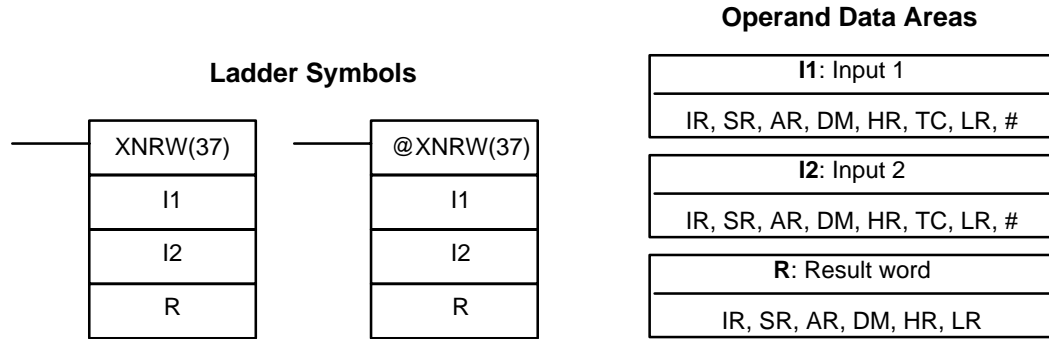 Ladder Symbols
XNRW(37)
I1
I2
R
@XNRW(37)
I1
I2
R
Operand Data Areas
I1: Input 1
IR, SR, AR, DM, HR, TC, LR, #
I2: Input 2
IR, SR, AR, DM, HR, TC, LR, #
R: Result word
IR, SR, AR, DM, HR, LR